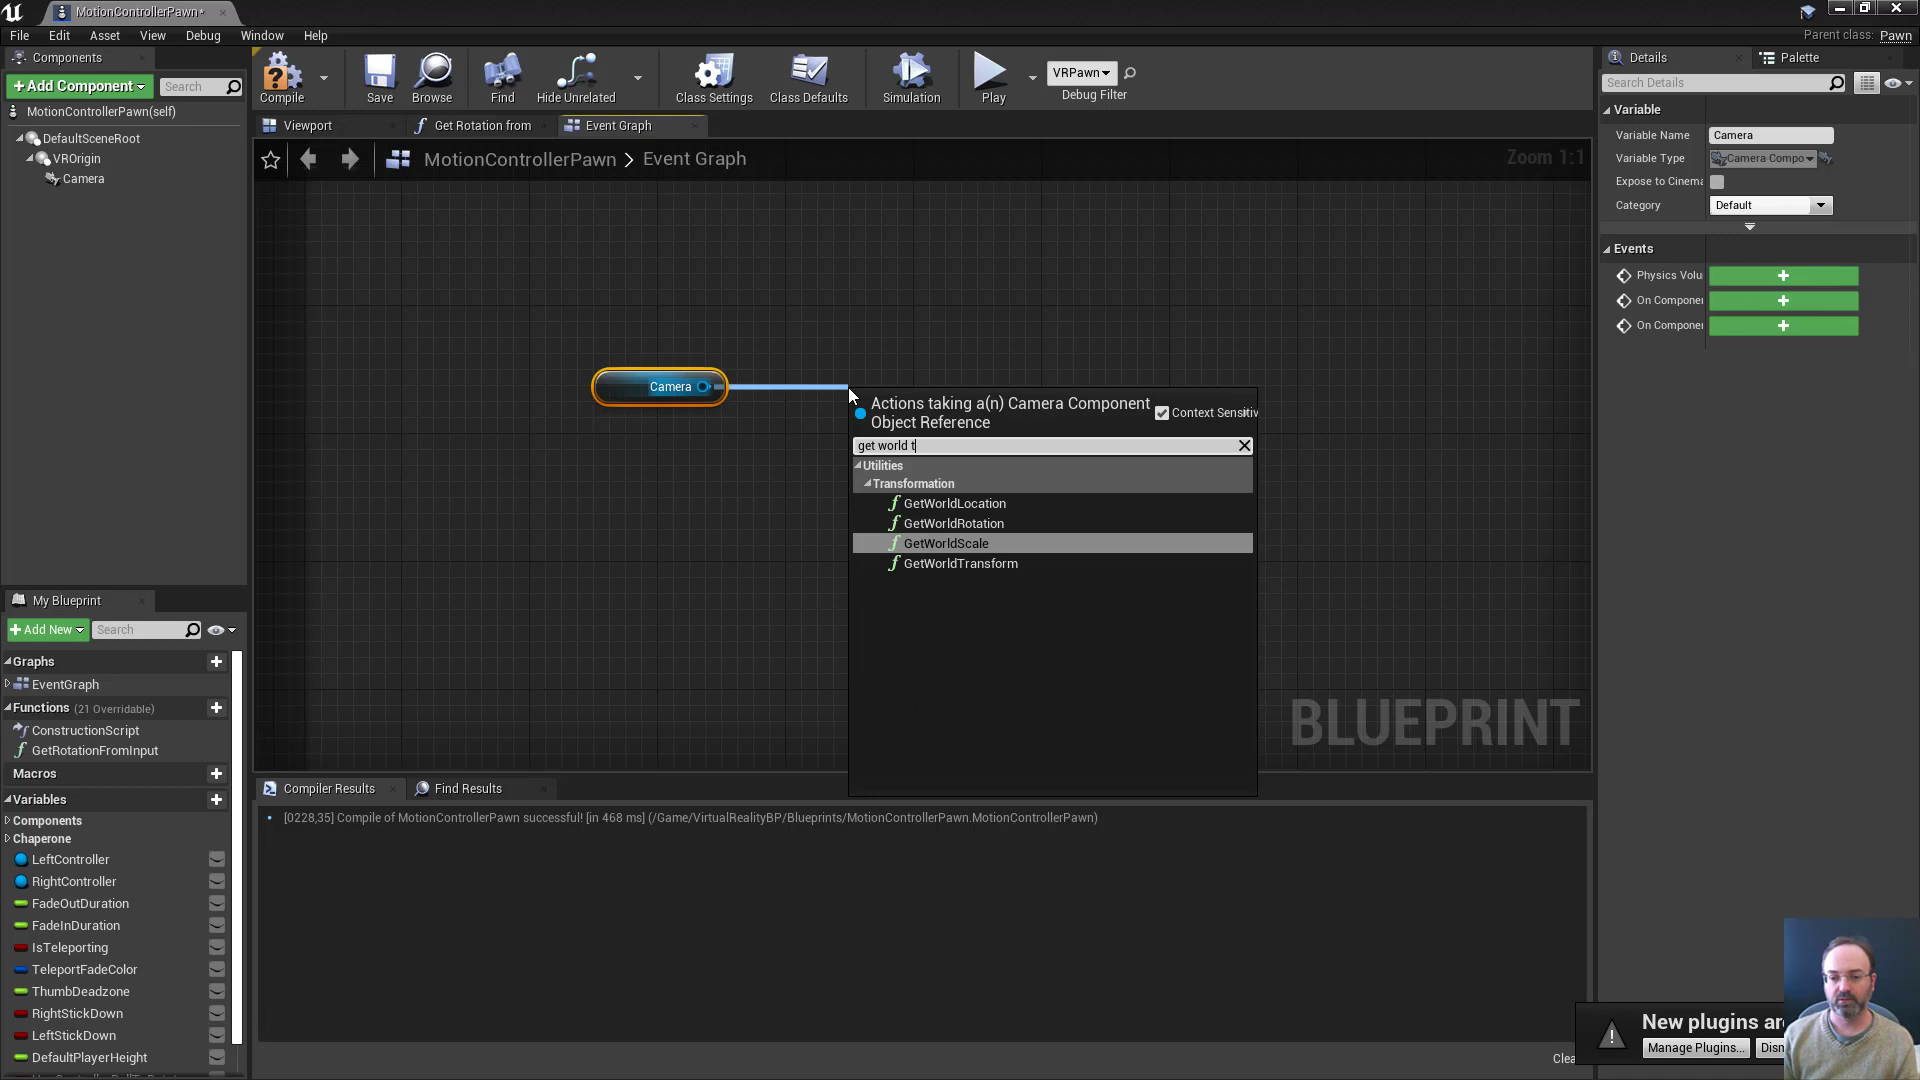 MotionControllerPawn*
File Edit Asset View Debug Window Help
Parent class: Pawn
Components
+Add Component
Search
MotionControllerPawn(self)
DefaultSceneRoot
VROrigin
Camera
Compile
Save
Browse
Find
Hide Unrelated
Class Settings
Class Defaults
Simulation
Play
VRPawn
Debug Filter
Viewport
Get Rotation from
Event Graph
MotionControllerPawn > Event Graph
Zoom 1:1
Camera
Actions taking a(n) Camera Component
Object Reference
Context Sensitiv
get world t
Utilities
Transformation
GetWorldLocation
GetWorldRotation
GetWorldScale
GetWorldTransform
BLUEPRINT
Compiler Results
Find Results
[0228,35] Compile of MotionControllerPawn successful! [in 468 ms] (/Game/VirtualRealityBP/Blueprints/MotionControllerPawn.MotionControllerPawn)
Clea
My Blueprint
+Add New
Search
Graphs
EventGraph
Functions (21 Overridable)
ConstructionScript
GetRotationFromInput
Macros
Variables
Components
Chaperone
LeftController
RightController
FadeOutDuration
FadeInDuration
IsTeleporting
TeleportFadeColor
ThumbDeadzone
RightStickDown
LeftStickDown
DefaultPlayerHeight
Details
Palette
Search Details
Variable
Variable Name Camera
Variable Type Camera Compo
Expose to Cinema
Category Default
Events
Physics Volu
On Componer
On Componer
New plugins are
Manage Plugins...
Dism